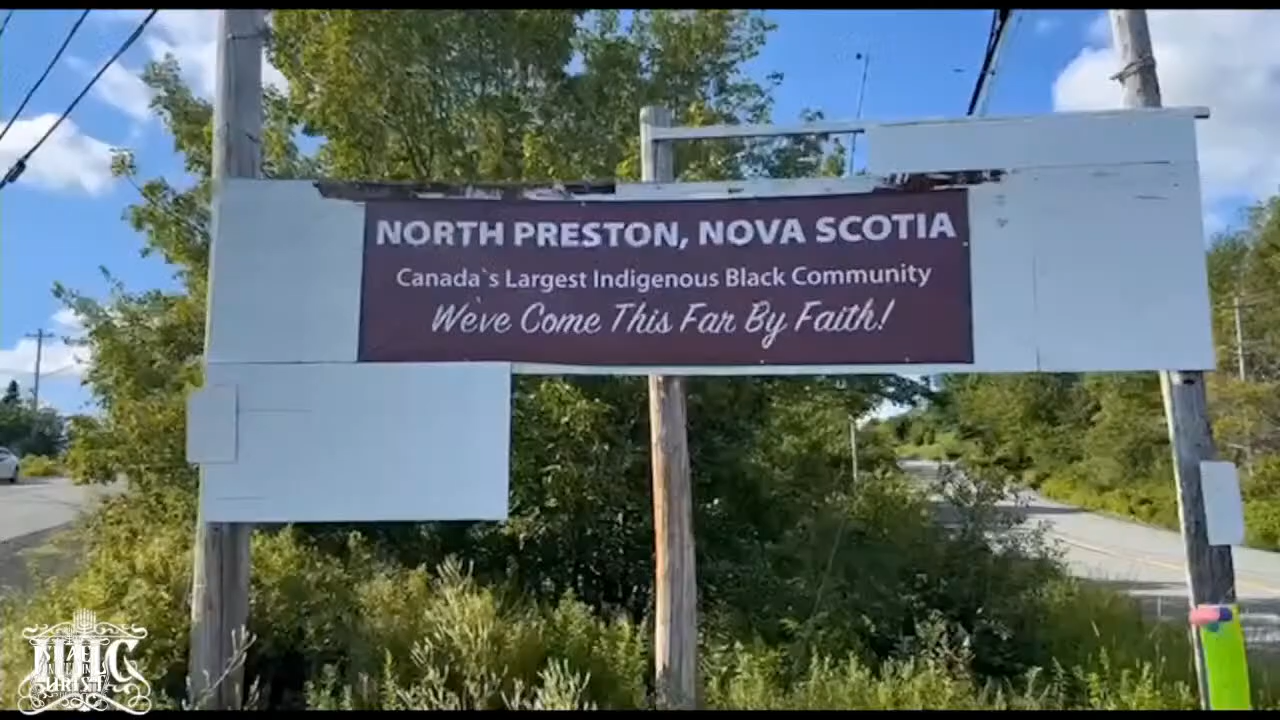 NORTH PRESTON, NOVA SCOTIA
Canada`s Largest Indigenous Black Community
We've Come This Far By Faith!